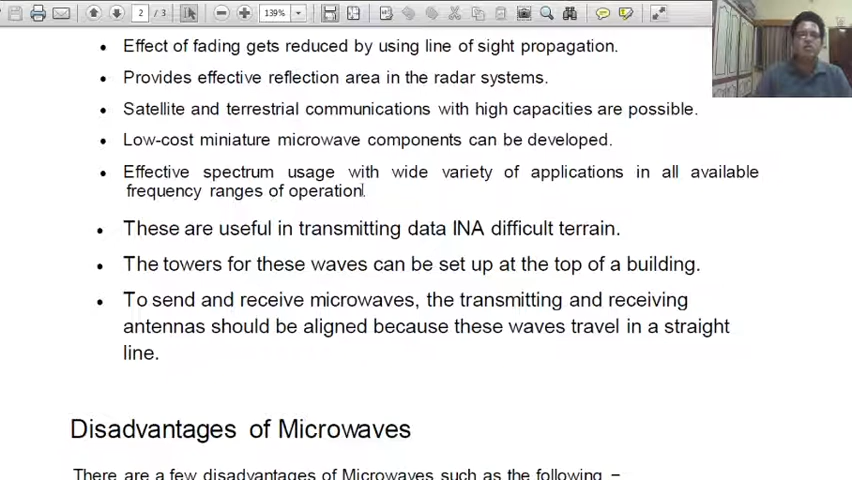 2 / 3
139%
Effect of fading gets reduced by using line of sight propagation.
Provides effective reflection area in the radar systems.
Satellite and terrestrial communications with high capacities are possible.
Low-cost miniature microwave components can be developed.
Effective spectrum usage with wide variety of applications in all available
frequency ranges of operation.
These are useful in transmitting data INA difficult terrain.
The towers for these waves can be set up at the top of a building.
To send and receive microwaves, the transmitting and receiving
antennas should be aligned because these waves travel in a straight
line.
Disadvantages of Microwaves
There are a few disadvantages of Microwaves such as the following −